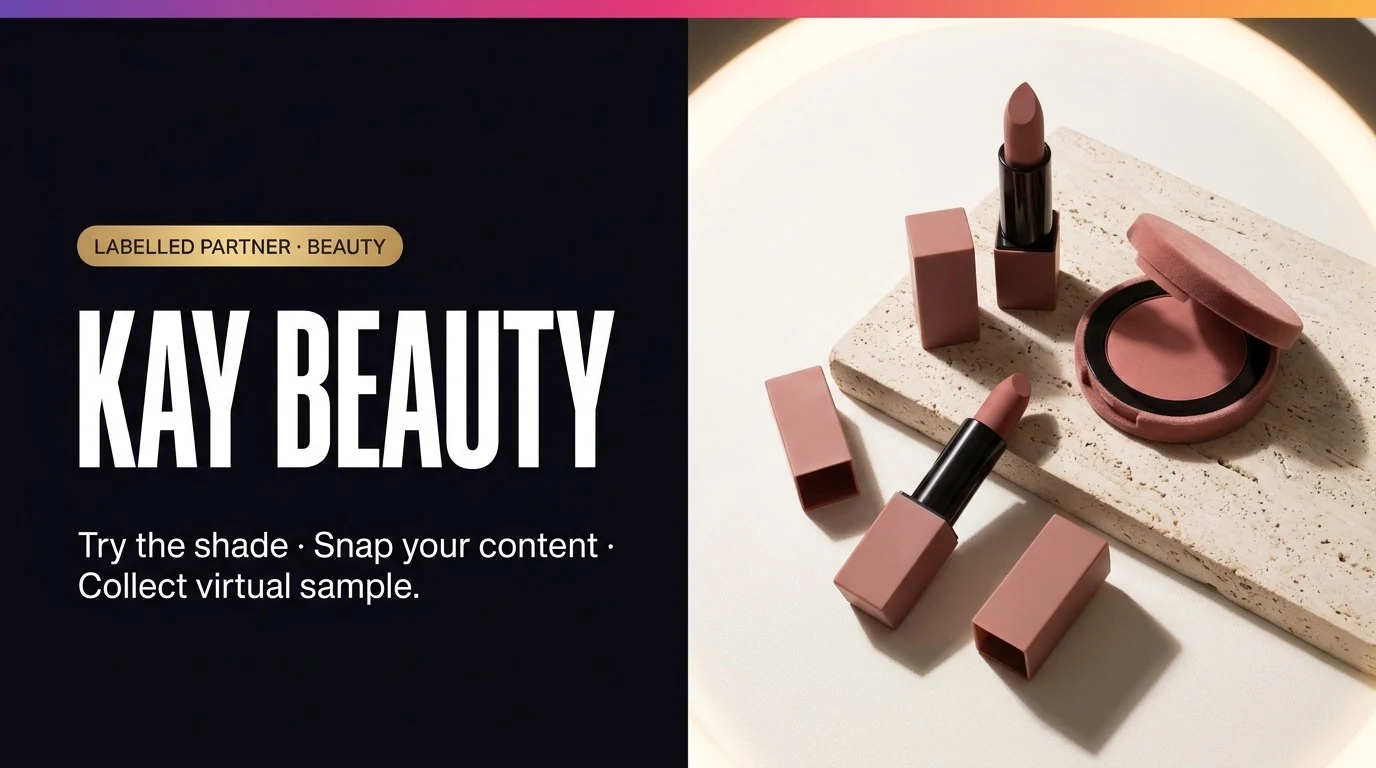 LABELLED PARTNER · BEAUTY
KAY BEAUTY
Try the shade · Snap your content ·
Collect virtual sample.